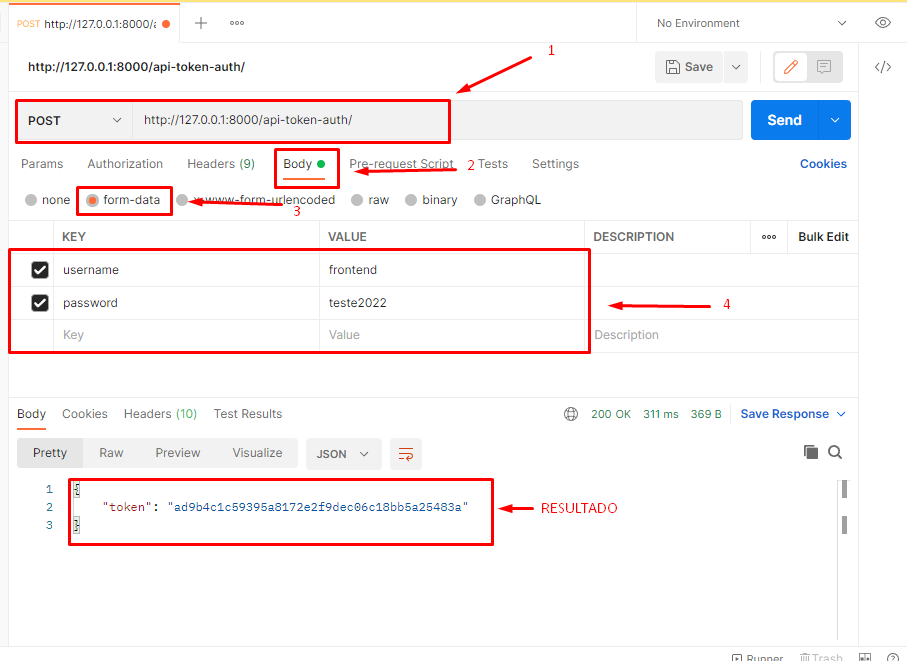 POST http://127.0.0.1:8000/a
No Environment
1
http://127.0.0.1:8000/api-token-auth/
Save
POST http://127.0.0.1:8000/api-token-auth/
Send
Params Authorization Headers (9) Body Pre-request Script Tests Settings Cookies
2
none form-data x-www-form-urlencoded raw binary GraphQL
3
KEY VALUE DESCRIPTION Bulk Edit
username frontend
password teste2022
4
Key Value Description
Body Cookies Headers (10) Test Results 200 OK 311 ms 369 B Save Response
Pretty Raw Preview Visualize JSON
1 {
2 "token": "ad9b4c1c59395a8172e2f9dec06c18bb5a25483a"
3 }
RESULTADO
Runner Trash